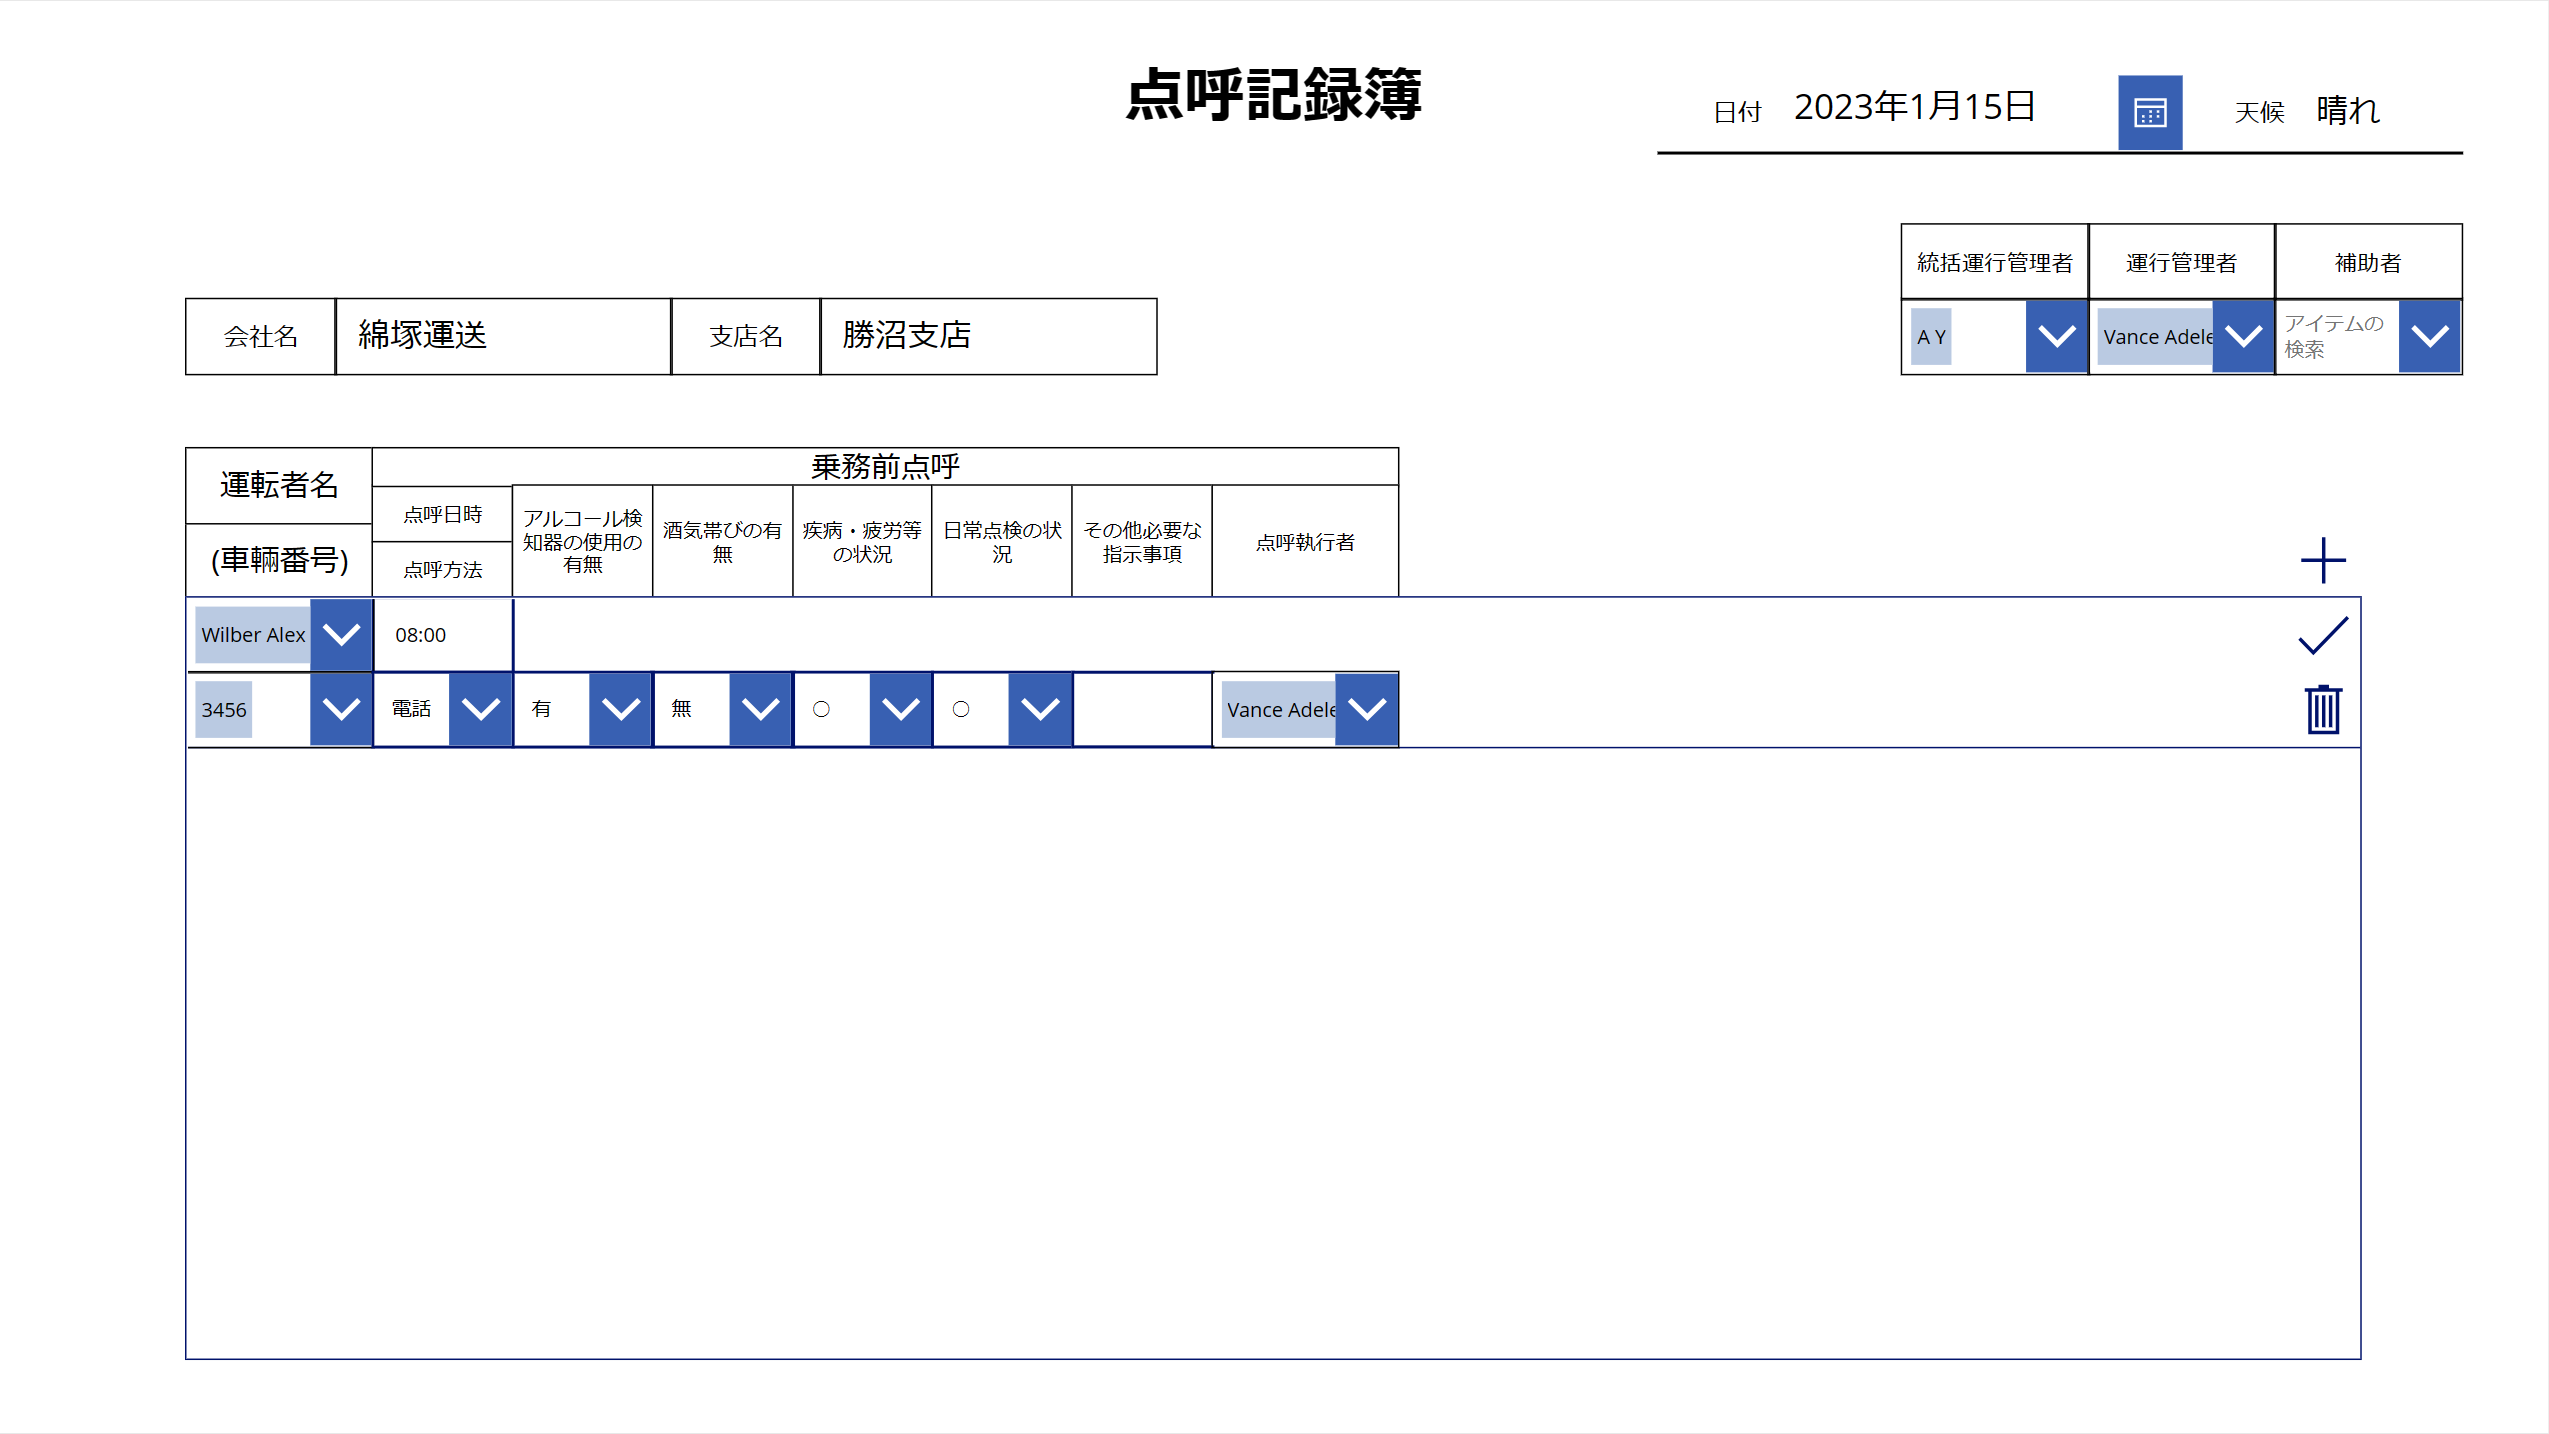 点呼記録簿
日付 2023年1月15日 天候 晴れ
統括運行管理者 運行管理者 補助者
A Y Vance Adele アイテムの
検索
会社名 綿塚運送 支店名 勝沼支店
運転者名
(車輌番号)
乗務前点呼
点呼日時
点呼方法
アルコール検
知器の使用の
有無
酒気帯びの有
無
疾病・疲労等
の状況
日常点検の状
況
その他必要な
指示事項
点呼執行者
Wilber Alex 08:00
3456 電話 有 無 〇 〇 Vance Adele